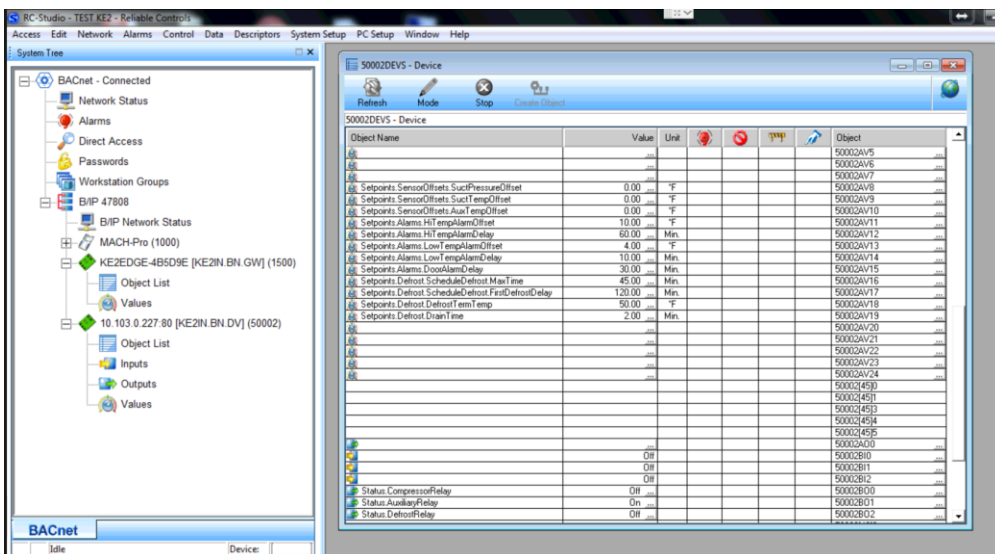 RC-Studio - TEST KE2 - Reliable Controls
Access Edit Network Alarms Control Data Descriptors System Setup PC Setup Window Help
System Tree
BACnet - Connected
Network Status
Alarms
Direct Access
Passwords
Workstation Groups
B/IP 47808
B/IP Network Status
MACH-Pro (1000)
KE2EDGE-4B5D9E [KE2IN.BN.GW] (1500)
Object List
Values
10.103.0.227:80 [KE2IN.BN.DV] (50002)
Object List
Inputs
Outputs
Values
BACnet
Idle Device:
50002DEVS - Device
Refresh Mode Stop Create Object
50002DEVS - Device
Object Name Value Unit Object
... 50002AV5 ...
... 50002AV6 ...
... 50002AV7 ...
Setpoints.SensorOffsets.SuctPressureOffset 0.00 ... °F 50002AV8 ...
Setpoints.SensorOffsets.SuctTempOffset 0.00 ... °F 50002AV9 ...
Setpoints.SensorOffsets.AuxTempOffset 0.00 ... °F 50002AV10 ...
Setpoints.Alarms.HiTempAlarmOffset 10.00 ... °F 50002AV11 ...
Setpoints.Alarms.HiTempAlarmDelay 60.00 ... Min. 50002AV12 ...
Setpoints.Alarms.LowTempAlarmOffset 4.00 ... °F 50002AV13 ...
Setpoints.Alarms.LowTempAlarmDelay 10.00 ... Min. 50002AV14 ...
Setpoints.Alarms.DoorAlarmDelay 30.00 ... Min. 50002AV15 ...
Setpoints.Defrost.ScheduleDefrost.MaxTime 45.00 ... Min. 50002AV16 ...
Setpoints.Defrost.ScheduleDefrost.FirstDefrostDelay 120.00 ... Min. 50002AV17 ...
Setpoints.Defrost.DefrostTermTemp 50.00 ... °F 50002AV18 ...
Setpoints.Defrost.DrainTime 2.00 ... Min. 50002AV19 ...
... 50002AV20 ...
... 50002AV21 ...
... 50002AV22 ...
... 50002AV23 ...
... 50002AV24 ...
50002[45]0
50002[45]1
50002[45]3
50002[45]4
50002[45]5
... 50002AO0 ...
Off 50002BI0 ...
Off 50002BI1 ...
Off 50002BI2 ...
Status.CompressorRelay Off ... 50002BO0 ...
Status.AuxiliaryRelay On ... 50002BO1 ...
Status.DefrostRelay Off ... 50002BO2 ...